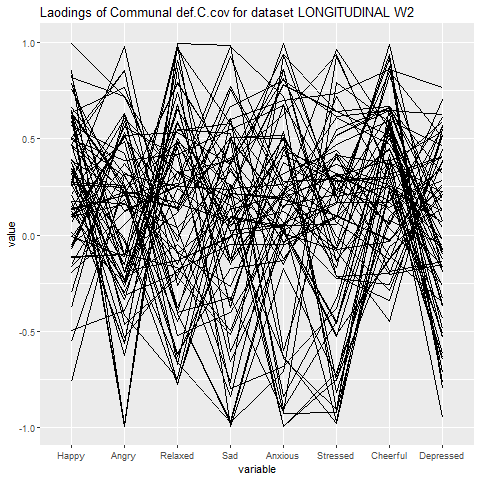 Laodings of Communal def.C.cov for dataset LONGITUDINAL W2
1.0
0.5
0.0
-0.5
-1.0
value
Happy Angry Relaxed Sad Anxious Stressed Cheerful Depressed
variable